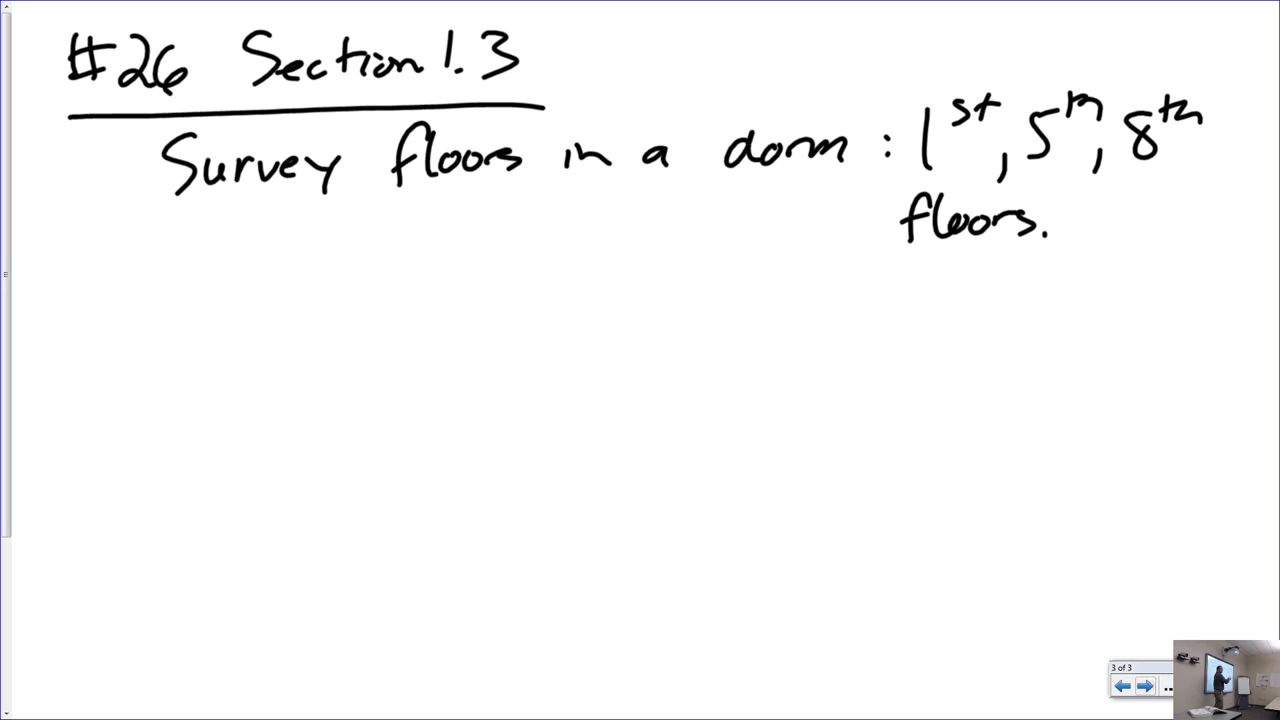 #26 Section 1.3
Survey floors in a dorm : 1st, 5th, 8th
floors.
3 of 3